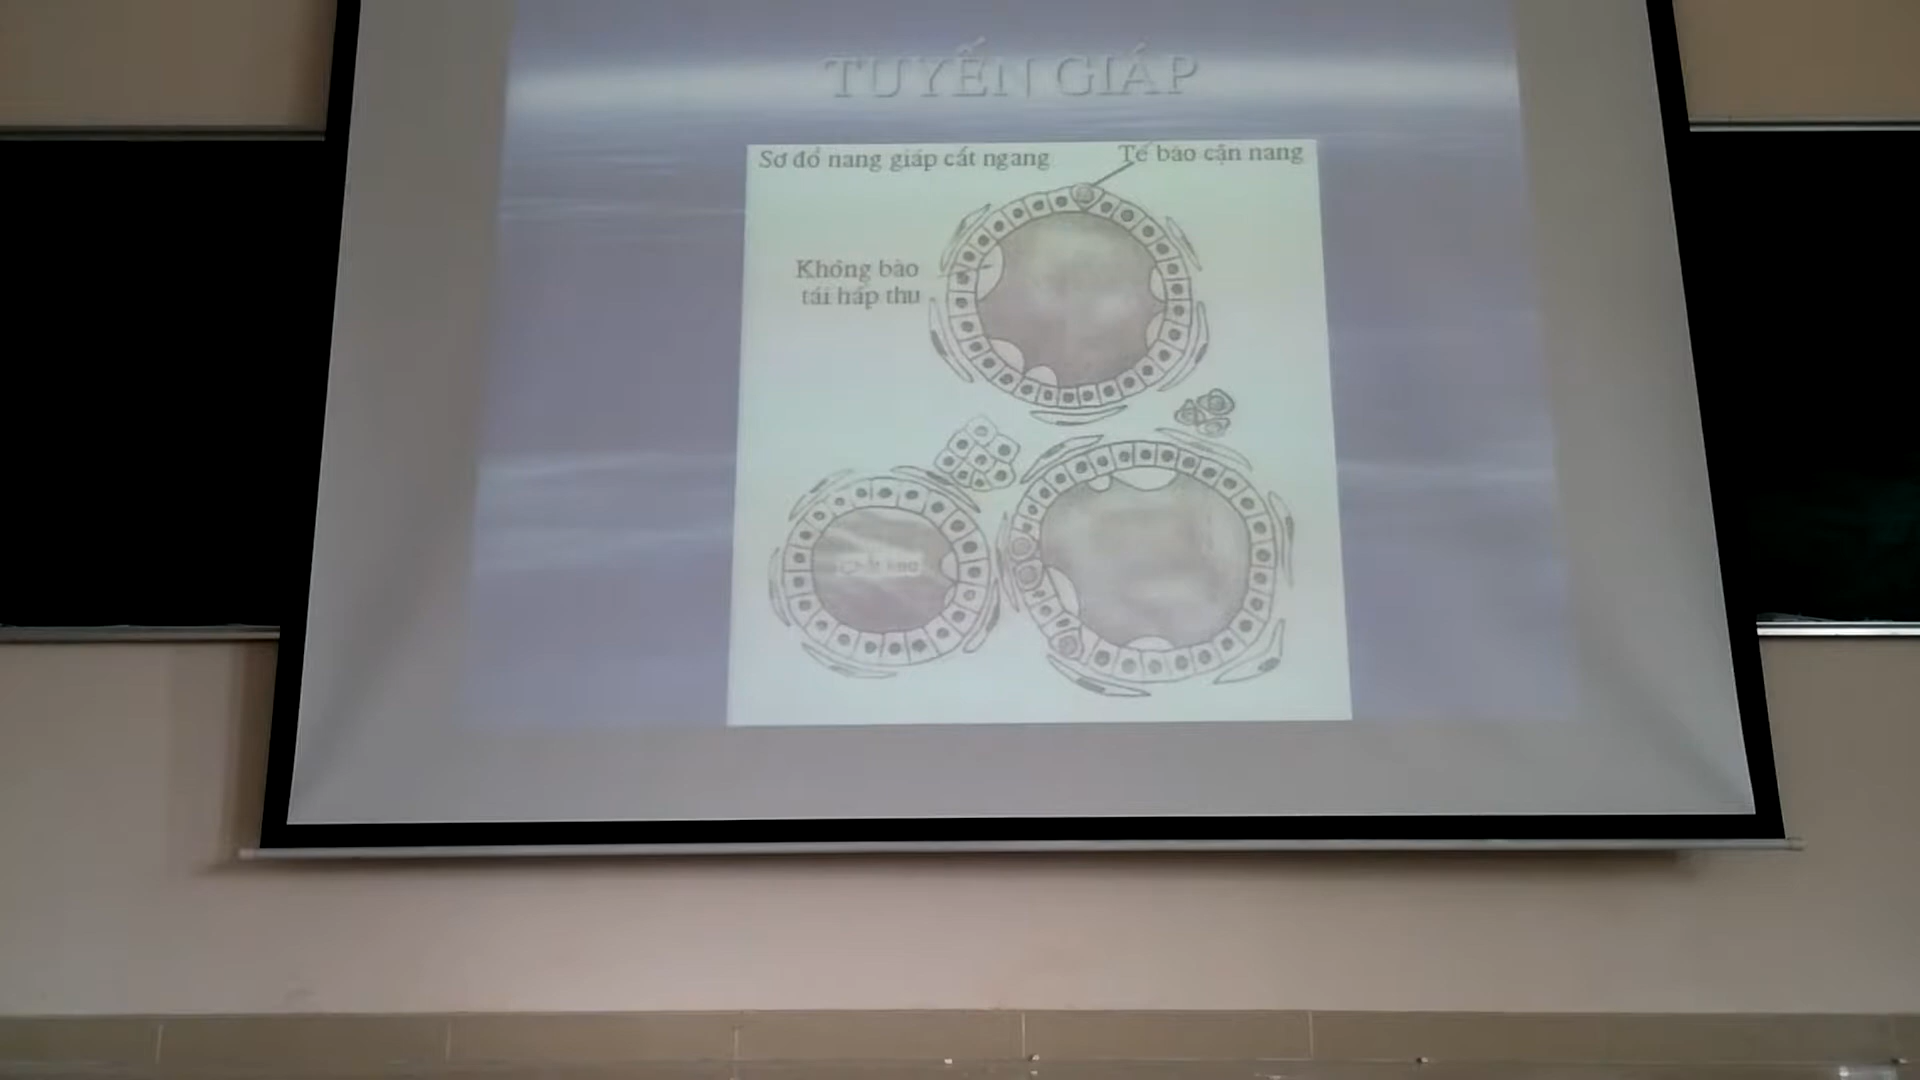 TUYẾN GIÁP
Sơ đồ nang giáp cắt ngang
Tế bào cận nang
Không bào
tái hấp thu